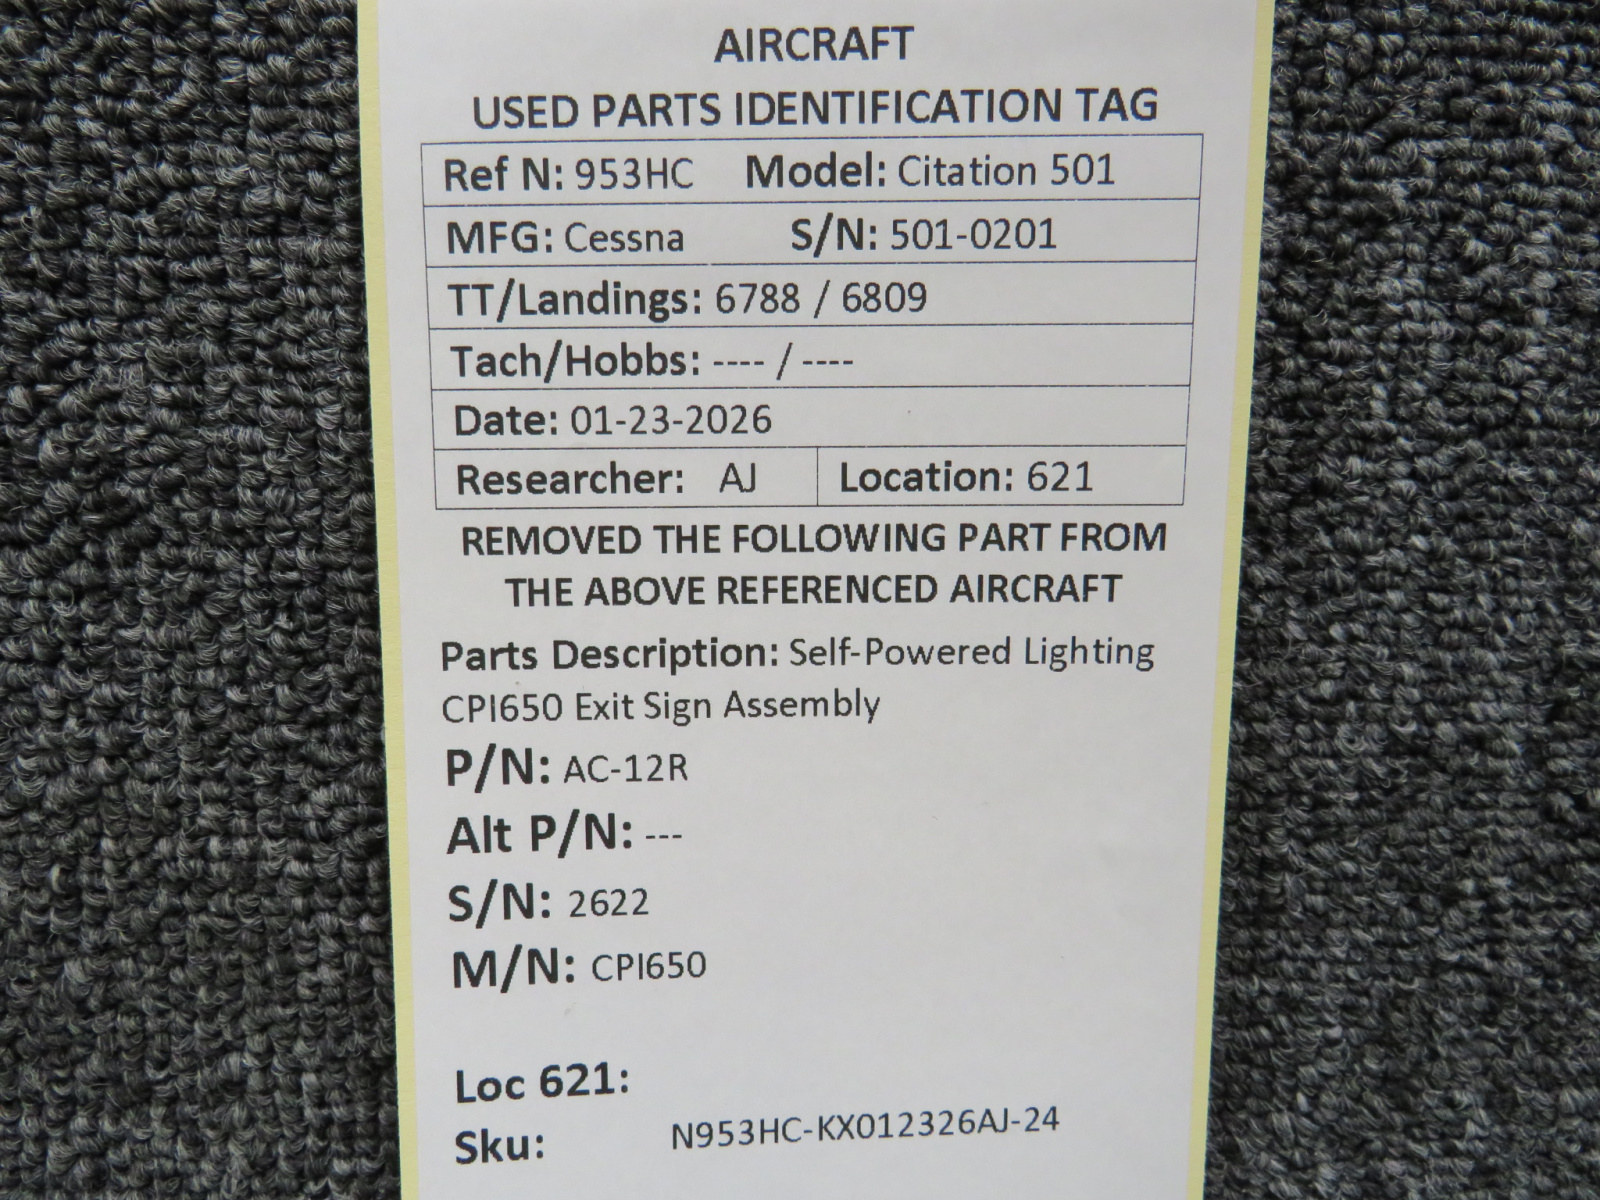 AIRCRAFT
USED PARTS IDENTIFICATION TAG
Ref N: 953HC Model: Citation 501
MFG: Cessna S/N: 501-0201
TT/Landings: 6788 / 6809
Tach/Hobbs: ---- / ----
Date: 01-23-2026
Researcher: AJ Location: 621
REMOVED THE FOLLOWING PART FROM
THE ABOVE REFERENCED AIRCRAFT
Parts Description: Self-Powered Lighting
CPI650 Exit Sign Assembly
P/N: AC-12R
Alt P/N: ---
S/N: 2622
M/N: CPI650
Loc 621:
Sku: N953HC-KX012326AJ-24